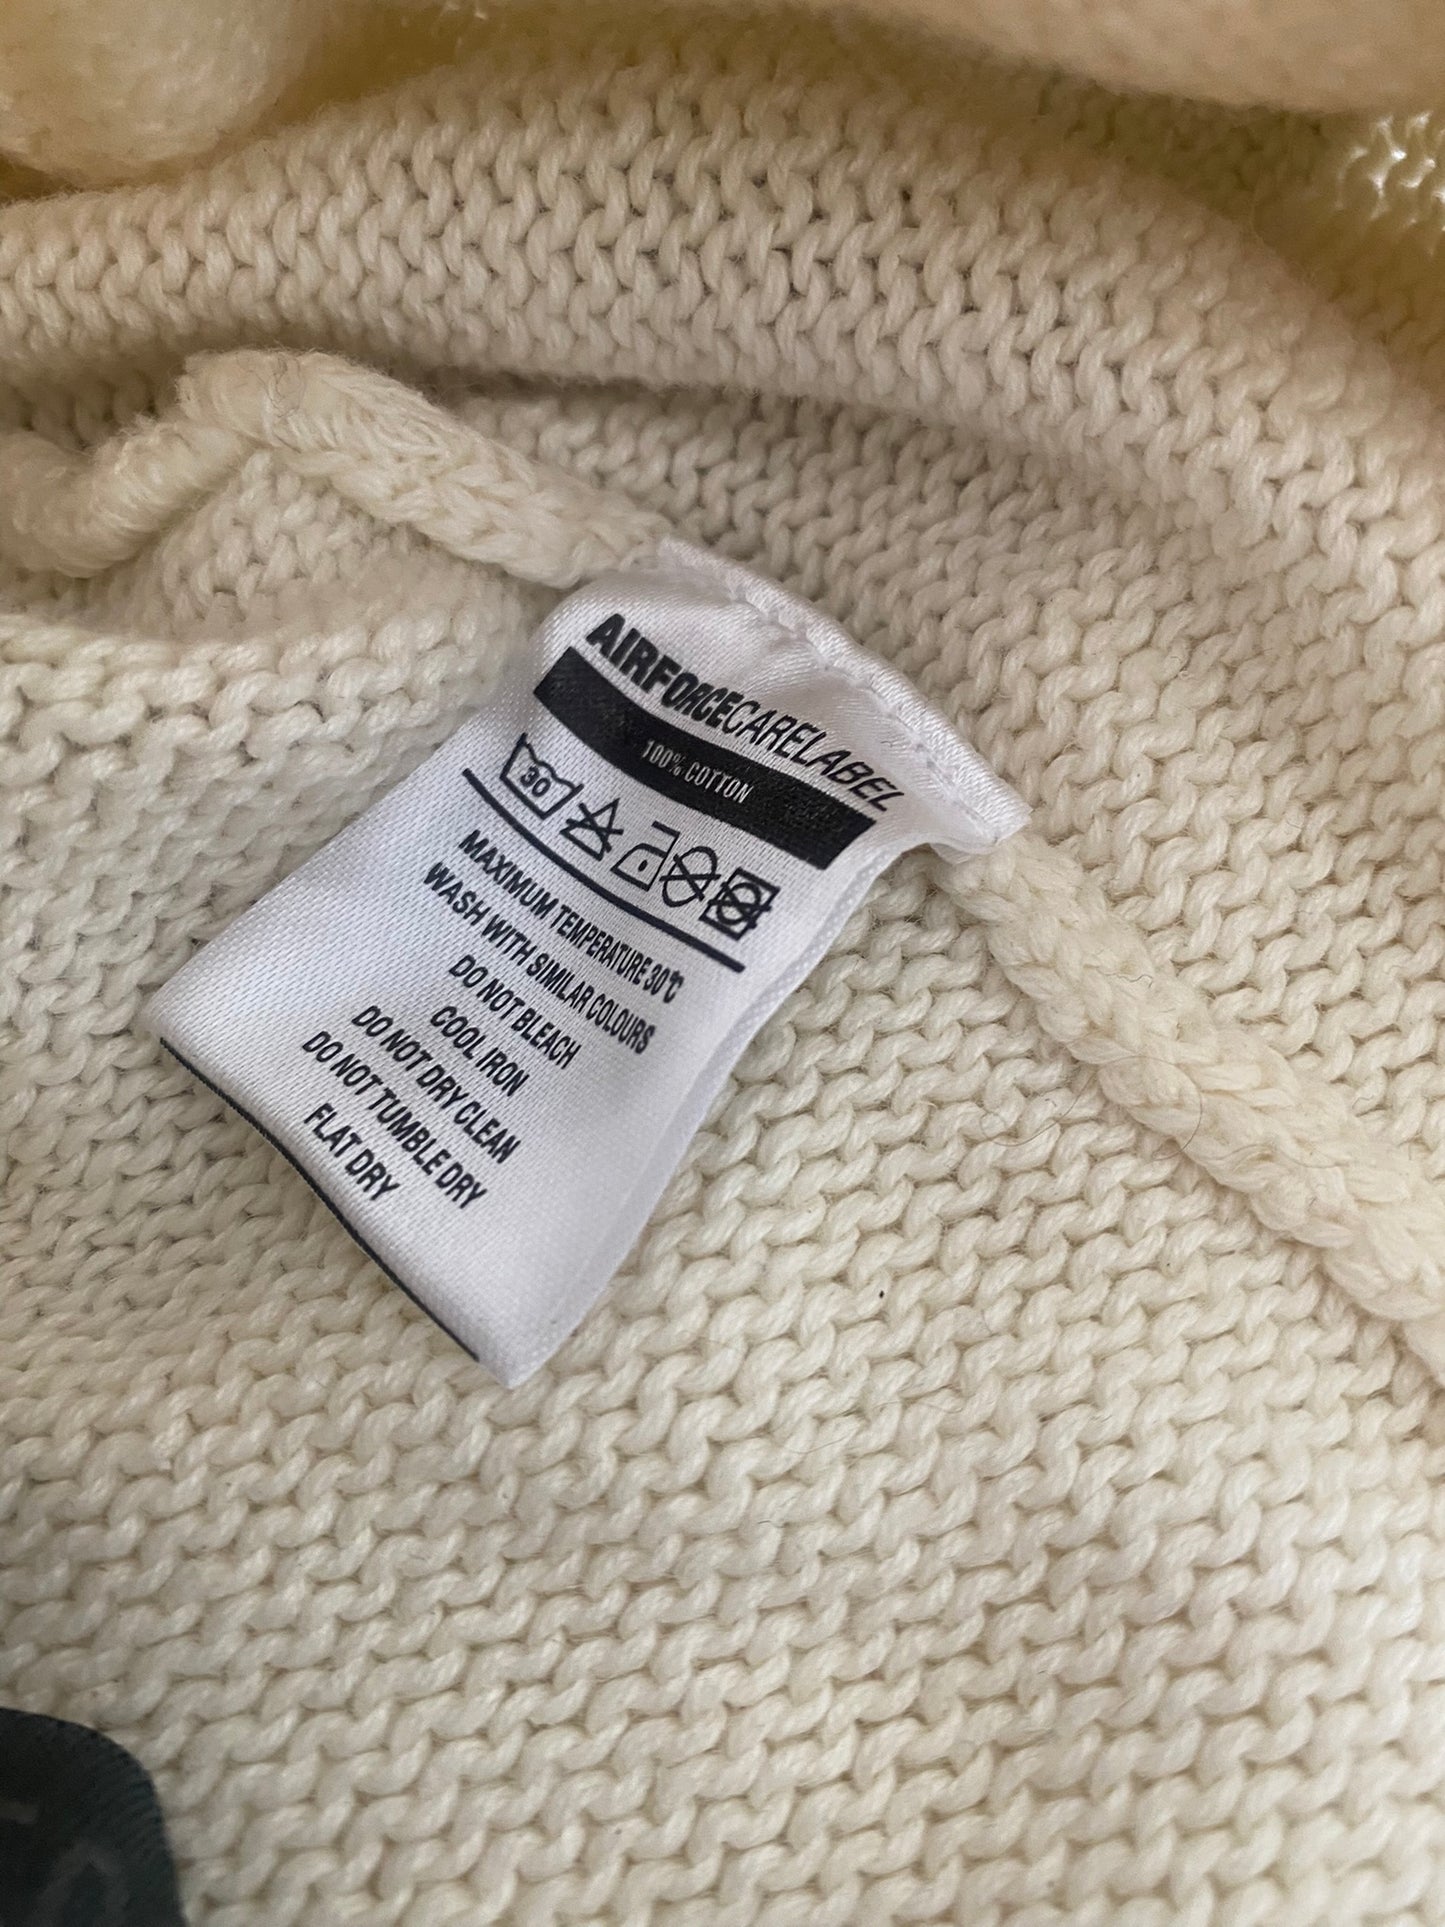 AIRFORCECARELABEL
100% COTTON
30
MAXIMUM TEMPERATURE 30°C
WASH WITH SIMILAR COLOURS
DO NOT BLEACH
COOL IRON
DO NOT DRY CLEAN
DO NOT TUMBLE DRY
FLAT DRY